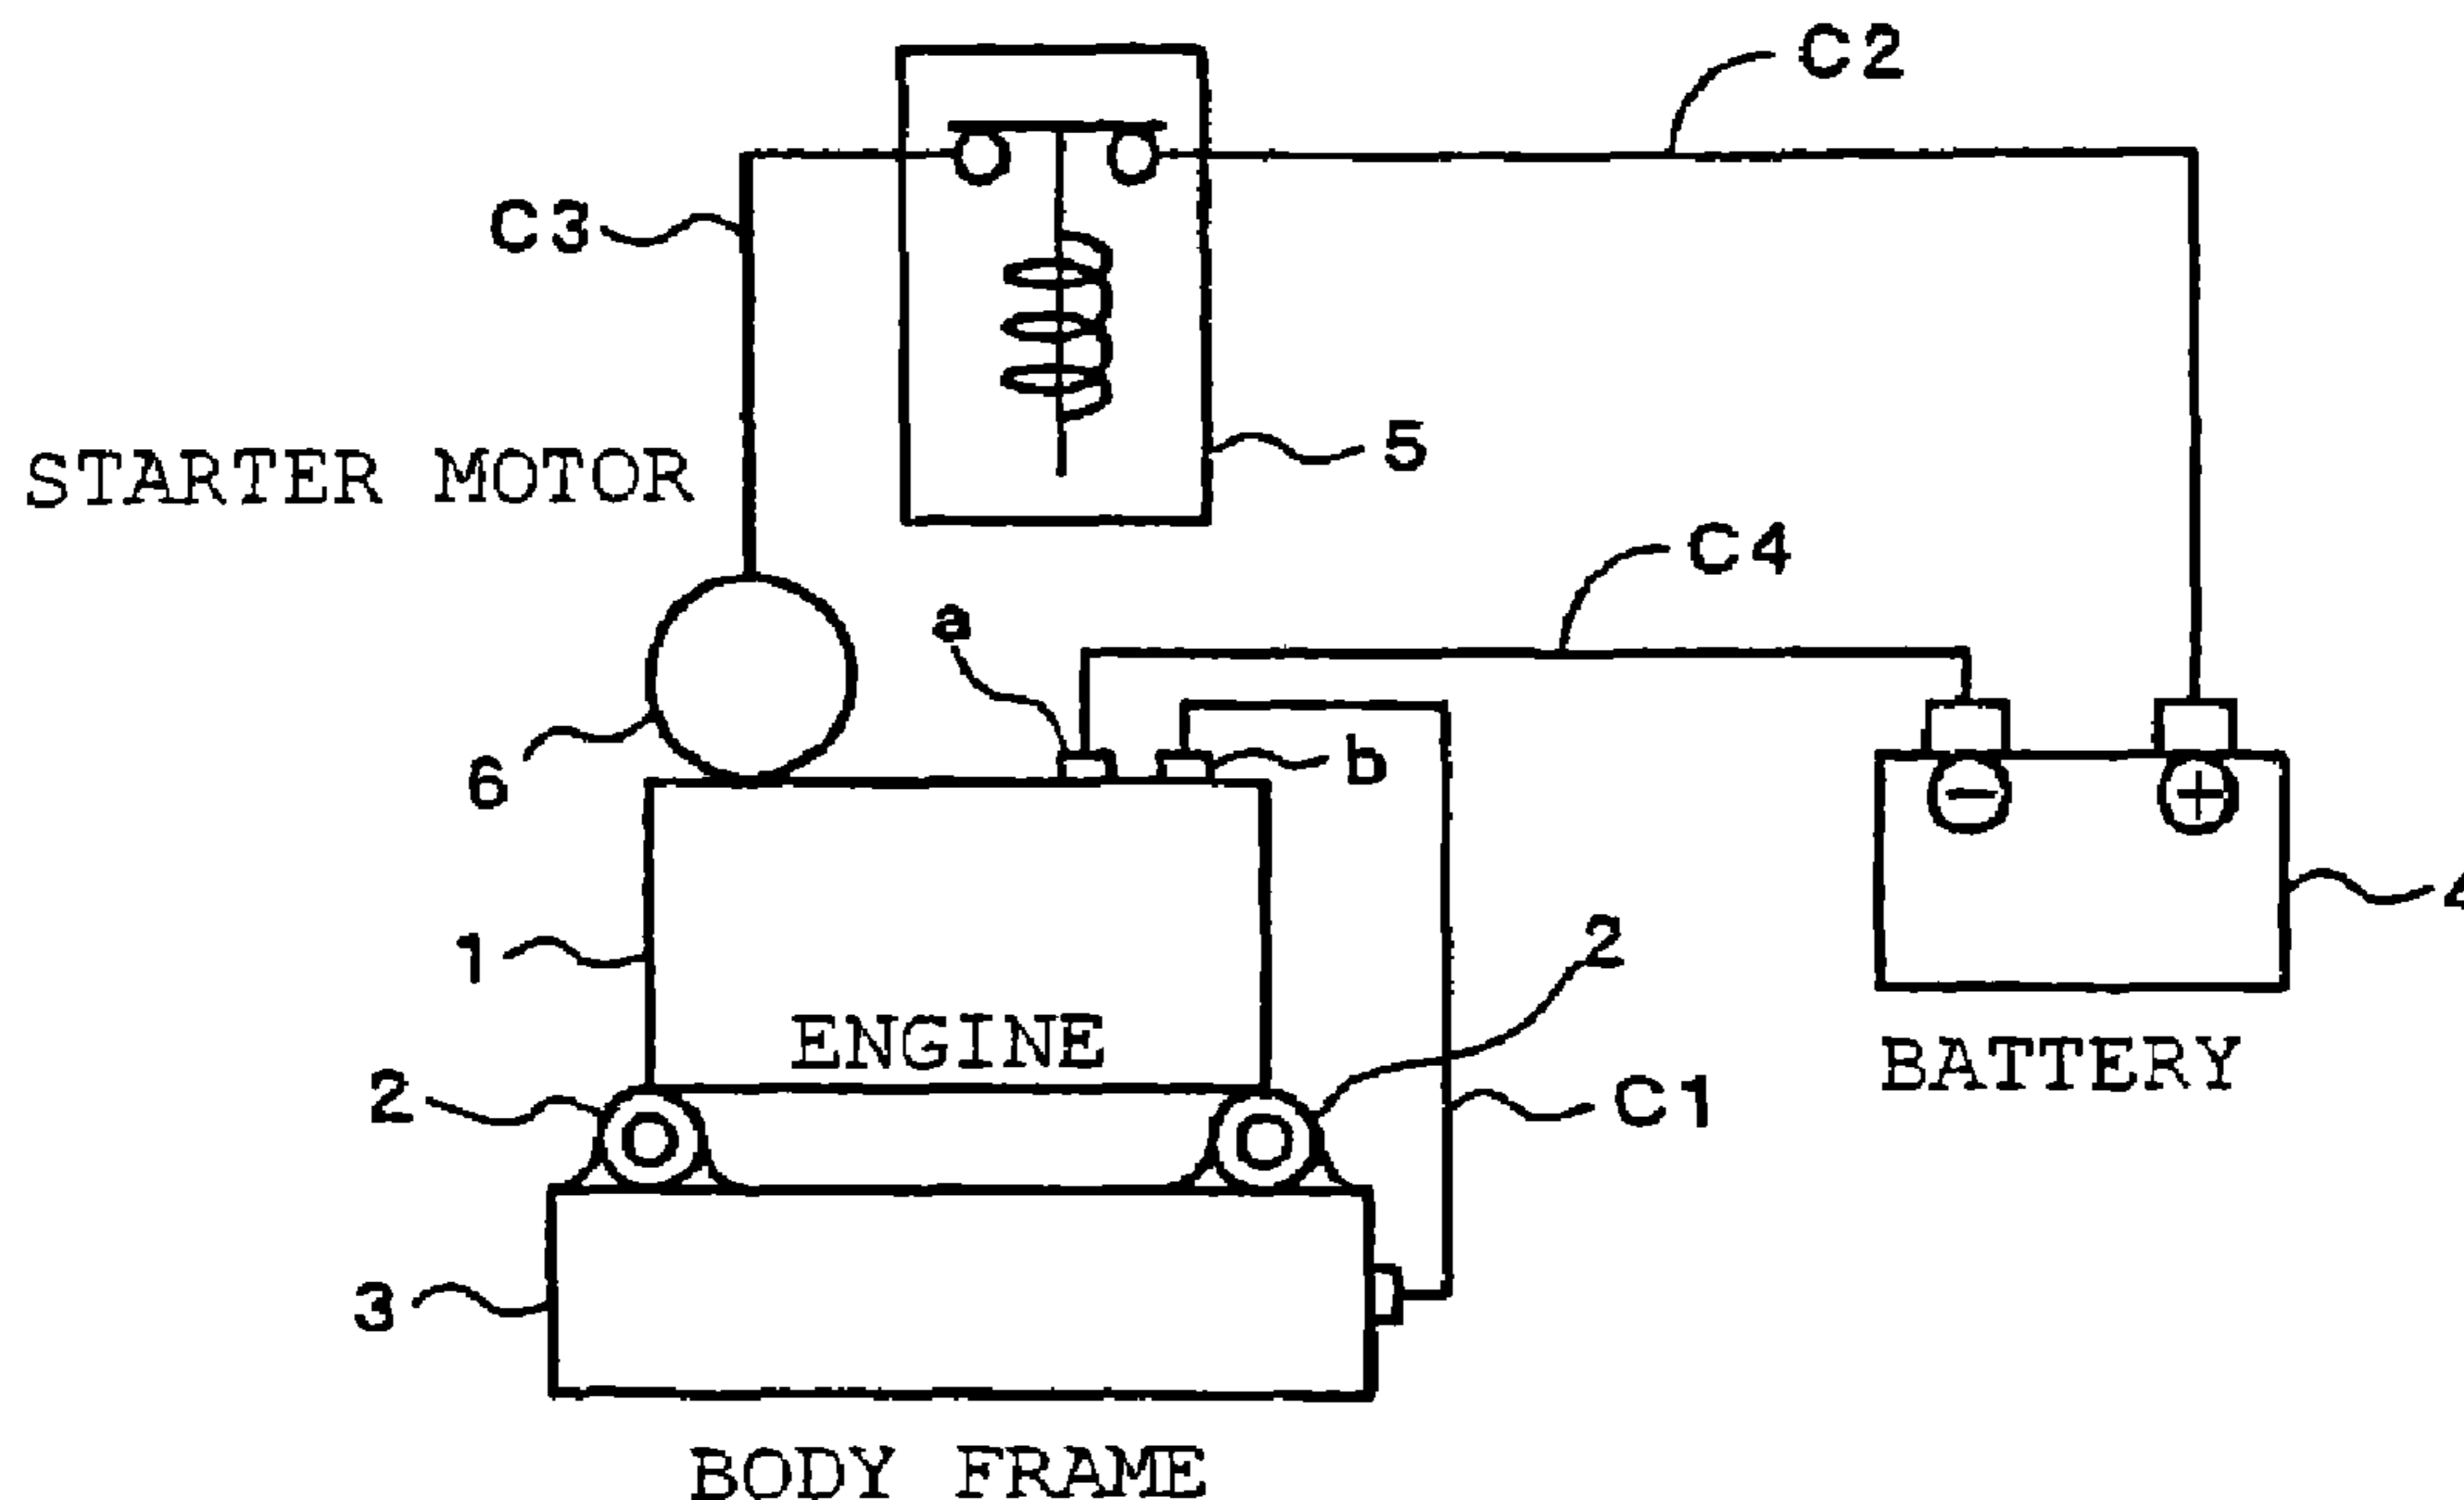 C2
C3
5
STARTER MOTOR
C4
a
b
6
1
2
ENGINE
BATTERY
2
C1
3
BODY FRAME